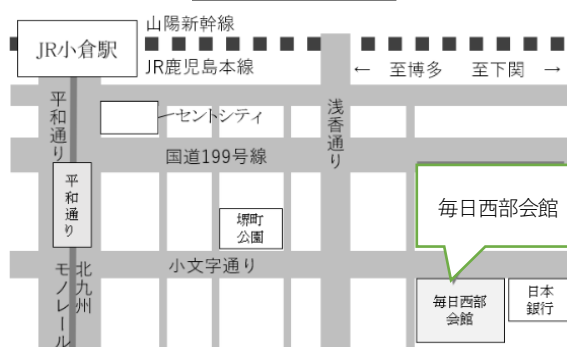 山陽新幹線
JR小倉駅
JR鹿児島本線
← 至博多 至下関 →
平和通り
セントシティ
浅香通り
国道199号線
平和通り
毎日西部会館
堺町
公園
小文字通り
北九州
モノレール
毎日西部
会館
日本
銀行